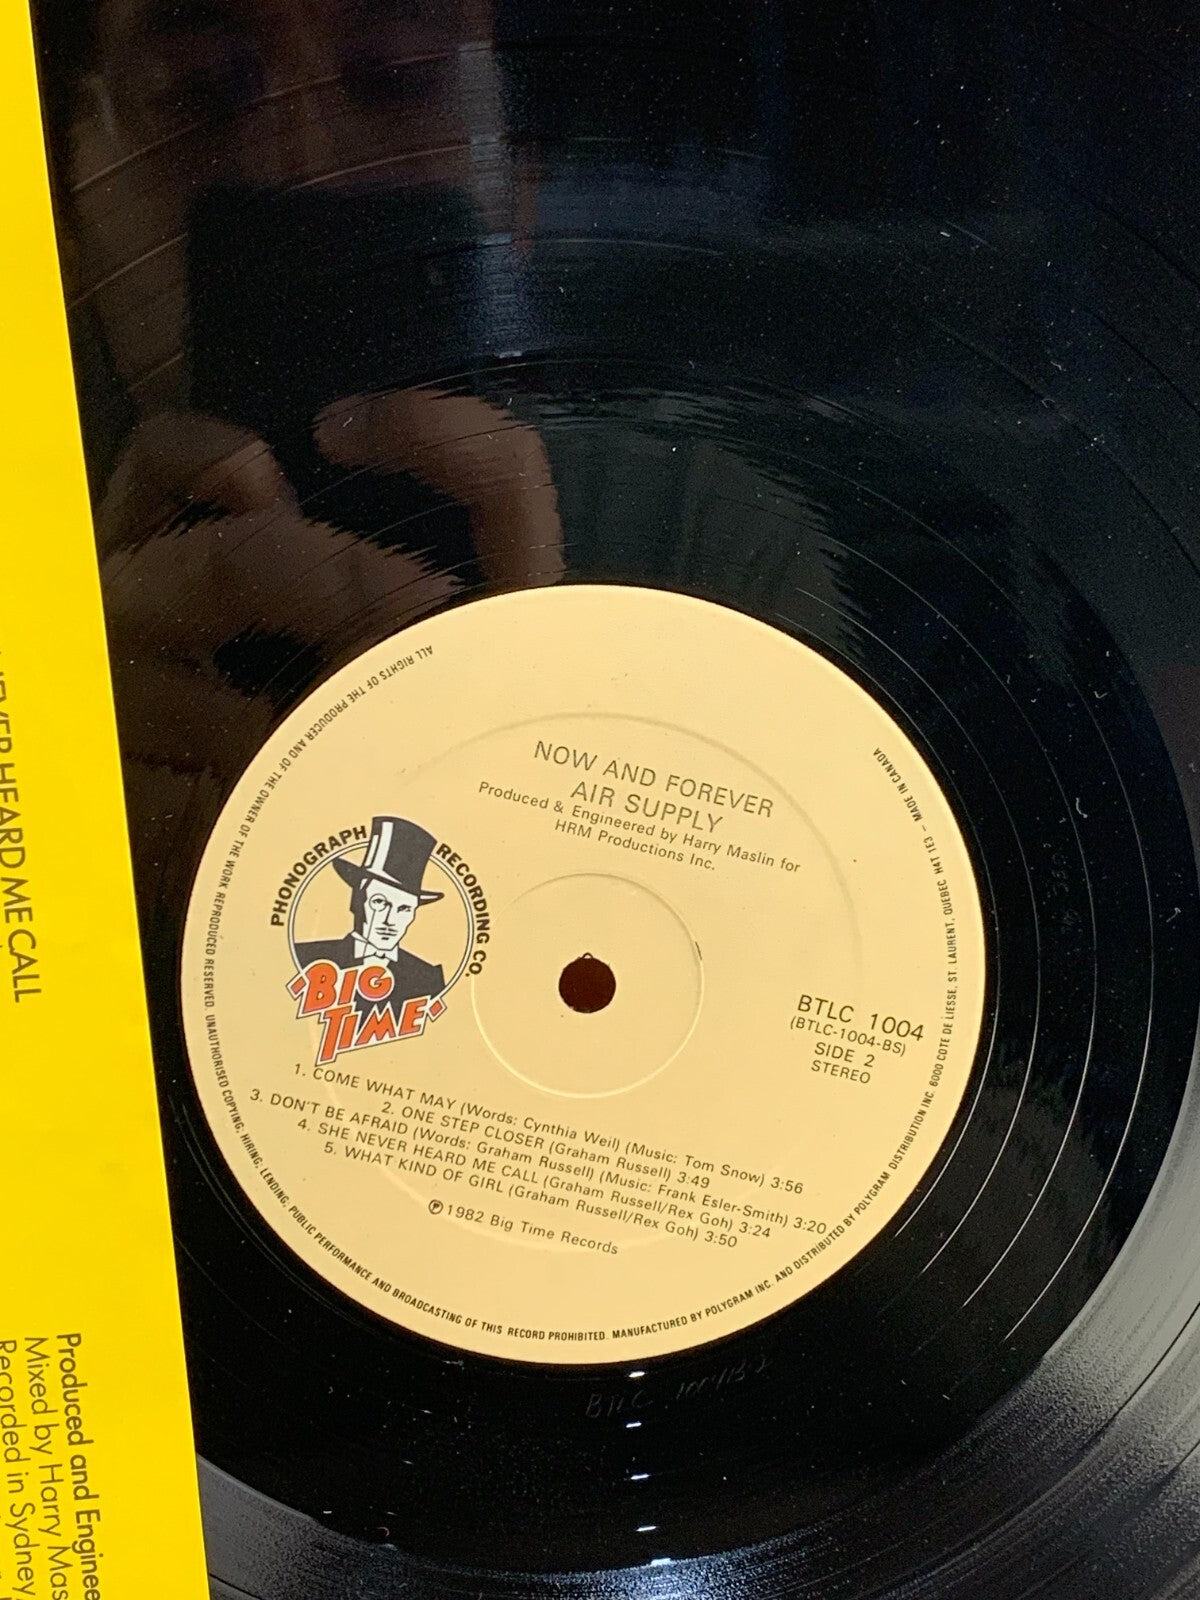 NOW AND FOREVER
AIR SUPPLY
Produced & Engineered by Harry Maslin for
HRM Productions Inc.
PHONOGRAPH RECORDING CO.
'BIG
TIME'
BTLC 1004
(BTLC-1004-BS)
SIDE 2
STEREO
1. COME WHAT MAY (Words: Cynthia Weil) (Music: Tom Snow) 3:56
2. ONE STEP CLOSER (Graham Russell) 3:49
3. DON'T BE AFRAID (Words: Graham Russell) (Music: Frank Esler-Smith) 3:20
4. SHE NEVER HEARD ME CALL (Graham Russell/Rex Goh) 3:24
5. WHAT KIND OF GIRL (Graham Russell/Rex Goh) 3:50
℗ 1982 Big Time Records
ALL RIGHTS OF THE PRODUCER AND OF THE OWNER OF THE WORK REPRODUCED RESERVED. UNAUTHORISED COPYING; HIRING; LENDING; PUBLIC PERFORMANCE AND BROADCASTING OF THIS RECORD PROHIBITED. MANUFACTURED BY POLYGRAM INC. AND DISTRIBUTED BY POLYGRAM DISTRIBUTION INC. 6000 COTE DE LIESSE, ST. LAURENT, QUEBEC H4T 1E3 – MADE IN CANADA
HEARD ME CALL
Produced and
Mixed by Harry
Recorded in Sydney